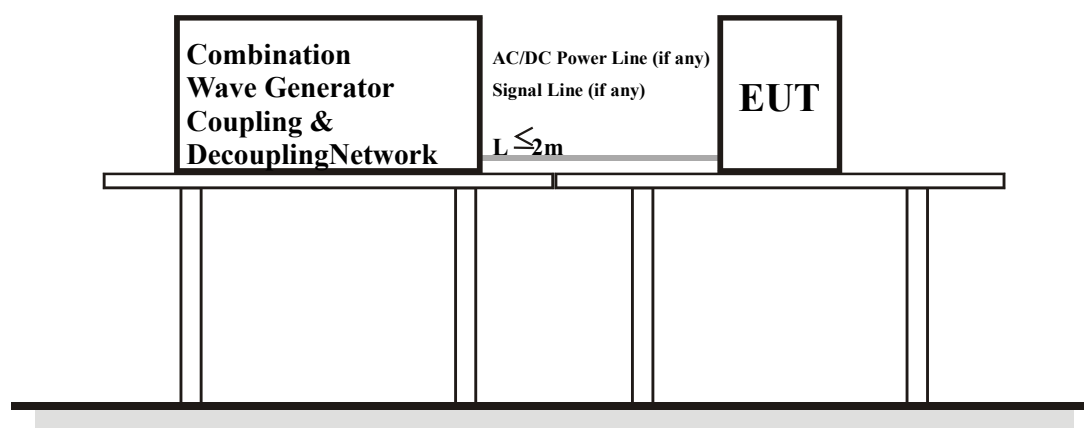 Combination
Wave Generator
Coupling &
DecouplingNetwork
AC/DC Power Line (if any)
Signal Line (if any)
L ≤2m
EUT